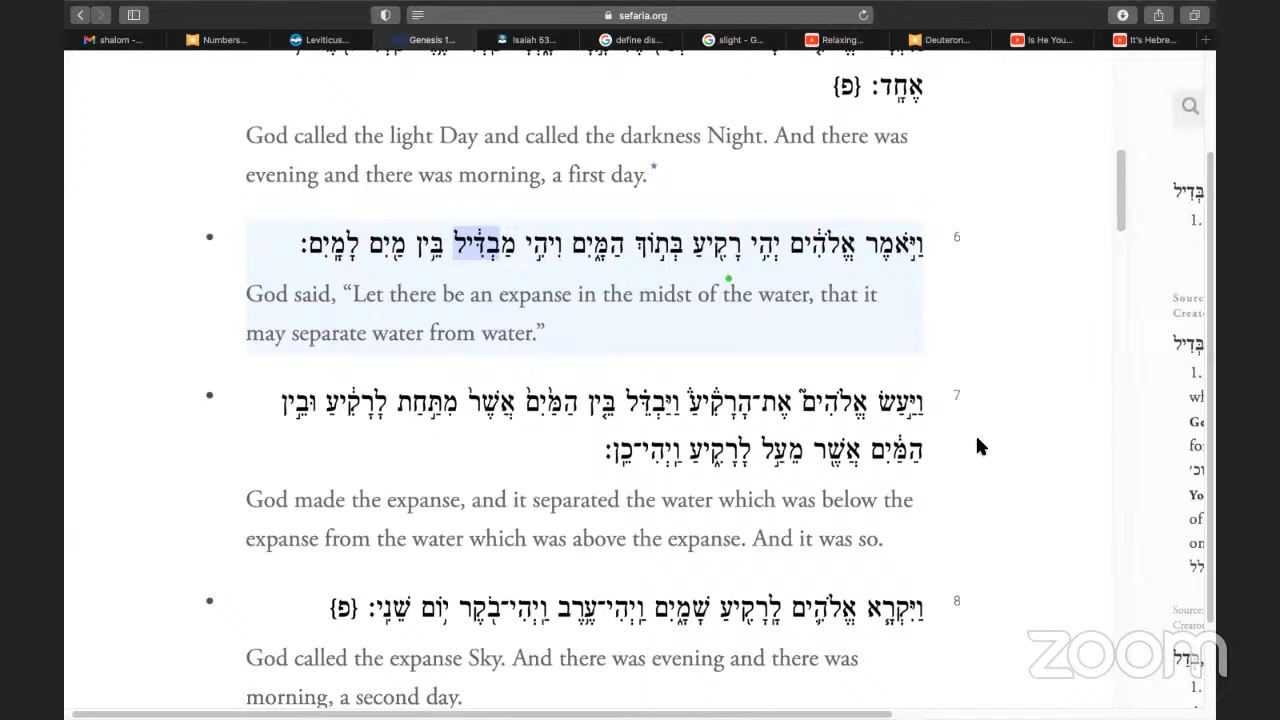 sefaria.org
shalom -...
Numbers...
Leviticus...
Genesis 1...
Isaiah 53...
define dis...
slight - G...
Relaxing...
Deuteron...
Is He You...
It's Hebre...
אֶחָֽד׃ {פ}
God called the light Day and called the darkness Night. And there was
evening and there was morning, a first day.*
6
וַיֹּ֣אמֶר אֱלֹהִ֔ים יְהִ֥י רָקִ֖יעַ בְּת֣וֹךְ הַמָּ֑יִם וִיהִ֣י מַבְדִּ֔יל בֵּ֥ין מַ֖יִם לָמָֽיִם׃
God said, “Let there be an expanse in the midst of the water, that it
may separate water from water.”
7
וַיַּ֣עַשׂ אֱלֹהִים֮ אֶת־הָרָקִ֒יעַ֒ וַיַּבְדֵּ֗ל בֵּ֤ין הַמַּ֙יִם֙ אֲשֶׁר֙ מִתַּ֣חַת לָרָקִ֔יעַ וּבֵ֣ין
הַמַּ֔יִם אֲשֶׁ֖ר מֵעַ֣ל לָרָקִ֑יעַ וַֽיְהִי־כֵֽן׃
God made the expanse, and it separated the water which was below the
expanse from the water which was above the expanse. And it was so.
8
וַיִּקְרָ֧א אֱלֹהִ֛ים לָֽרָקִ֖יעַ שָׁמָ֑יִם וַֽיְהִי־עֶ֥רֶב וַֽיְהִי־בֹ֖קֶר י֥וֹם שֵׁנִֽי׃ {פ}
God called the expanse Sky. And there was evening and there was
morning, a second day.
1.
1.
of
1.
zoom